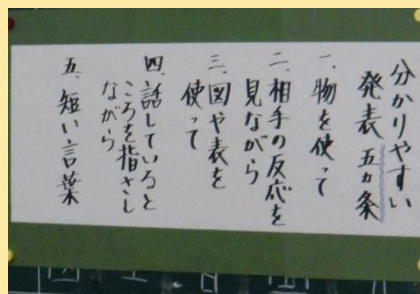 分かりやすい
発表 五カ条
一、物を使って
二、相手の反応を
見ながら
三、図や表を
使って
四、話していると
ころを指さし
ながら
五、短い言葉